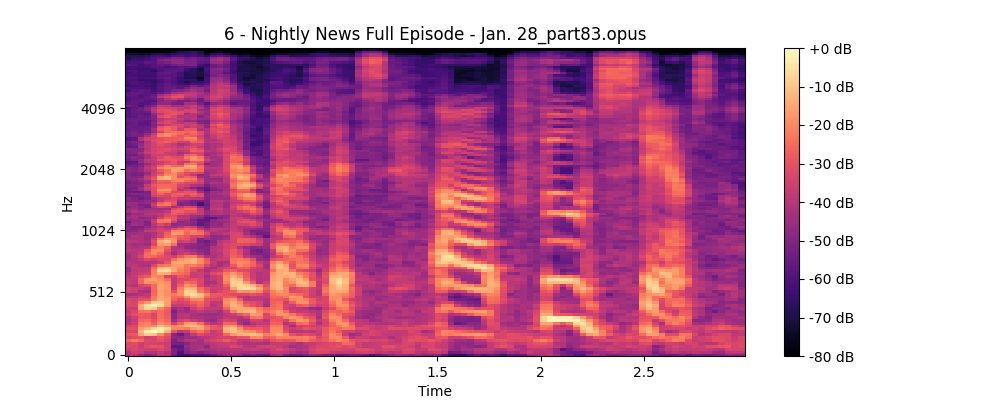 6 - Nightly News Full Episode - Jan. 28_part83.opus
Hz
4096
2048
1024
512
0
0 0.5 1 1.5 2 2.5
Time
+0 dB
-10 dB
-20 dB
-30 dB
-40 dB
-50 dB
-60 dB
-70 dB
-80 dB